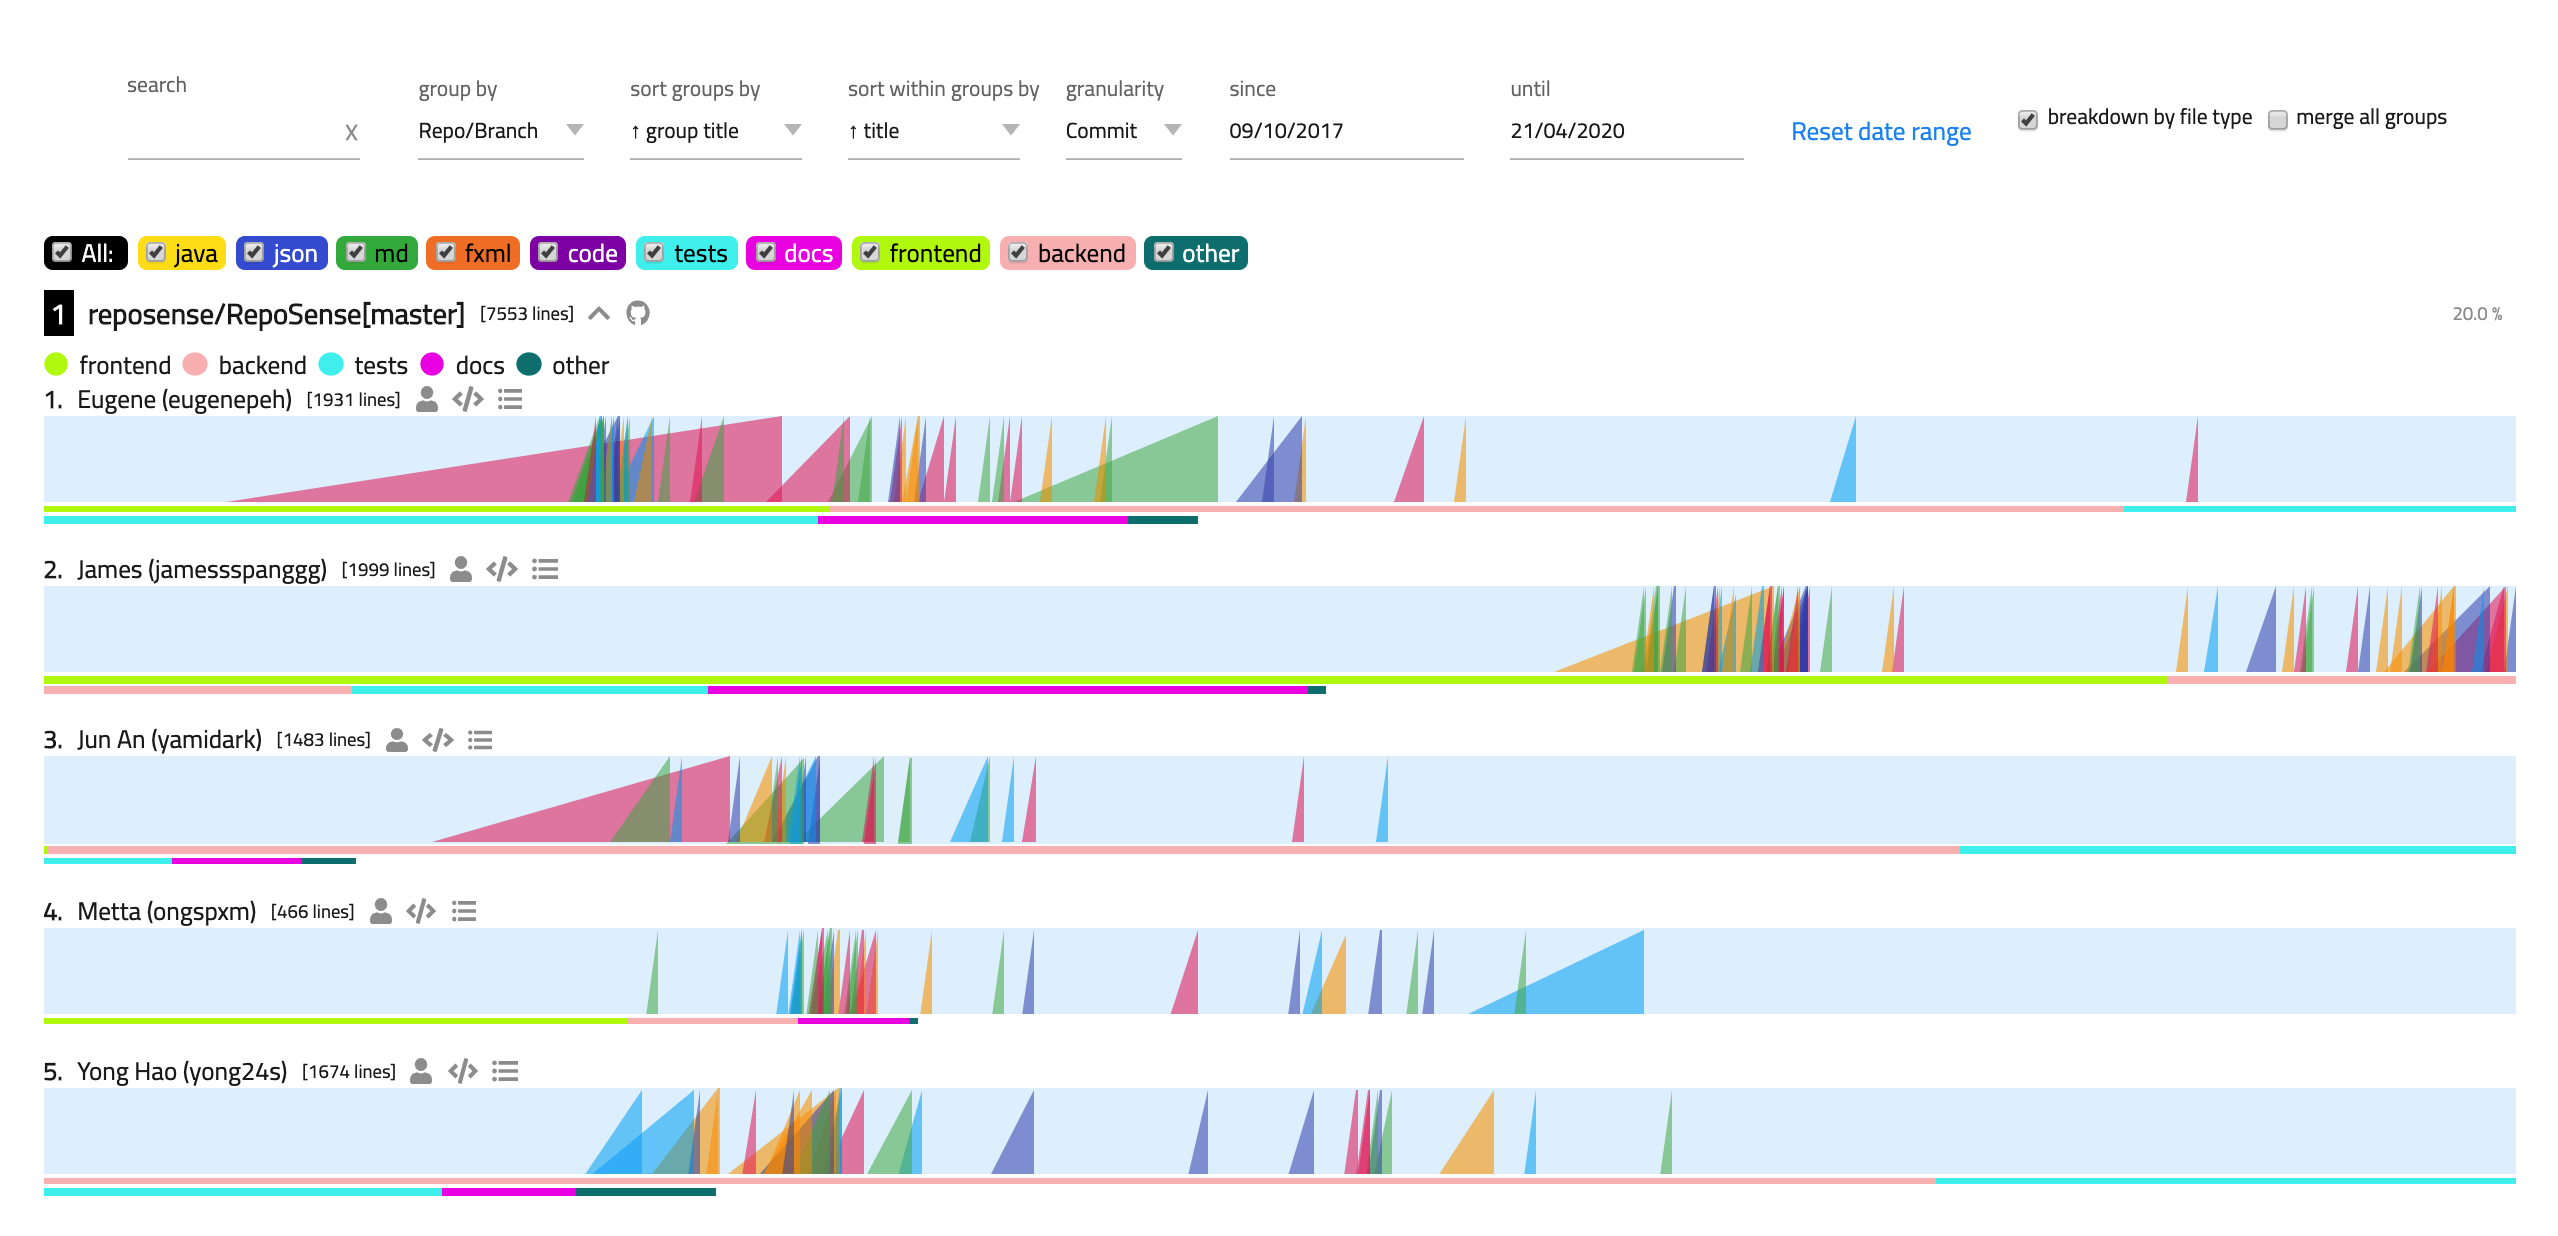 search
group by
sort groups by
sort within groups by
granularity
since
until
X
Repo/Branch
↑ group title
↑ title
Commit
09/10/2017
21/04/2020
Reset date range
breakdown by file type
merge all groups
All: java json md fxml code tests docs frontend backend other
1 reposense/RepoSense[master] [7553 lines] 20.0 %
frontend backend tests docs other
1. Eugene (eugenepeh) [1931 lines]
2. James (jamessspanggg) [1999 lines]
3. Jun An (yamidark) [1483 lines]
4. Metta (ongspxm) [466 lines]
5. Yong Hao (yong24s) [1674 lines]